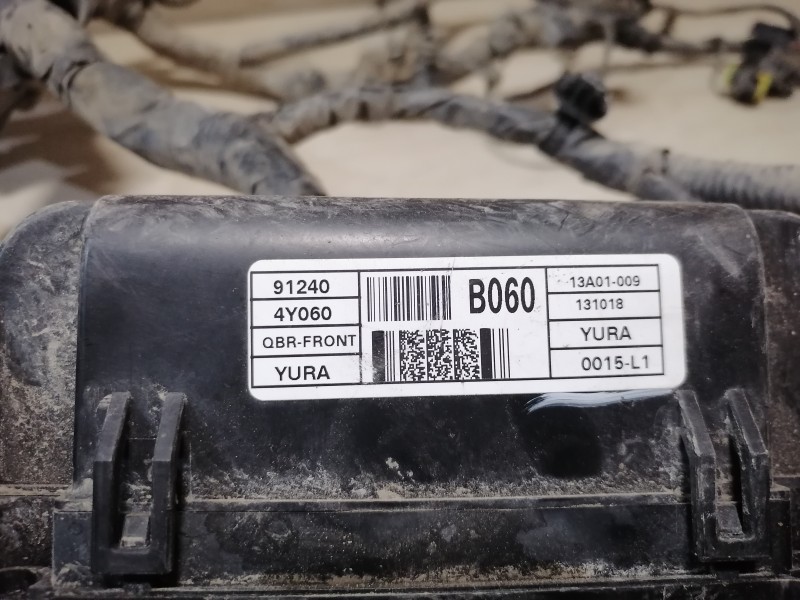 91240
4Y060
QBR-FRONT
YURA
B060
13A01-009
131018
YURA
0015-L1